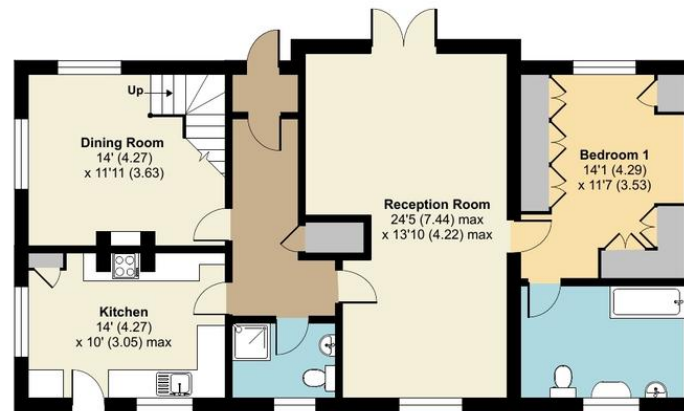 Up
Dining Room
14' (4.27)
x 11'11 (3.63)
Kitchen
14' (4.27)
x 10' (3.05) max
Reception Room
24'5 (7.44) max
x 13'10 (4.22) max
Bedroom 1
14'1 (4.29)
x 11'7 (3.53)